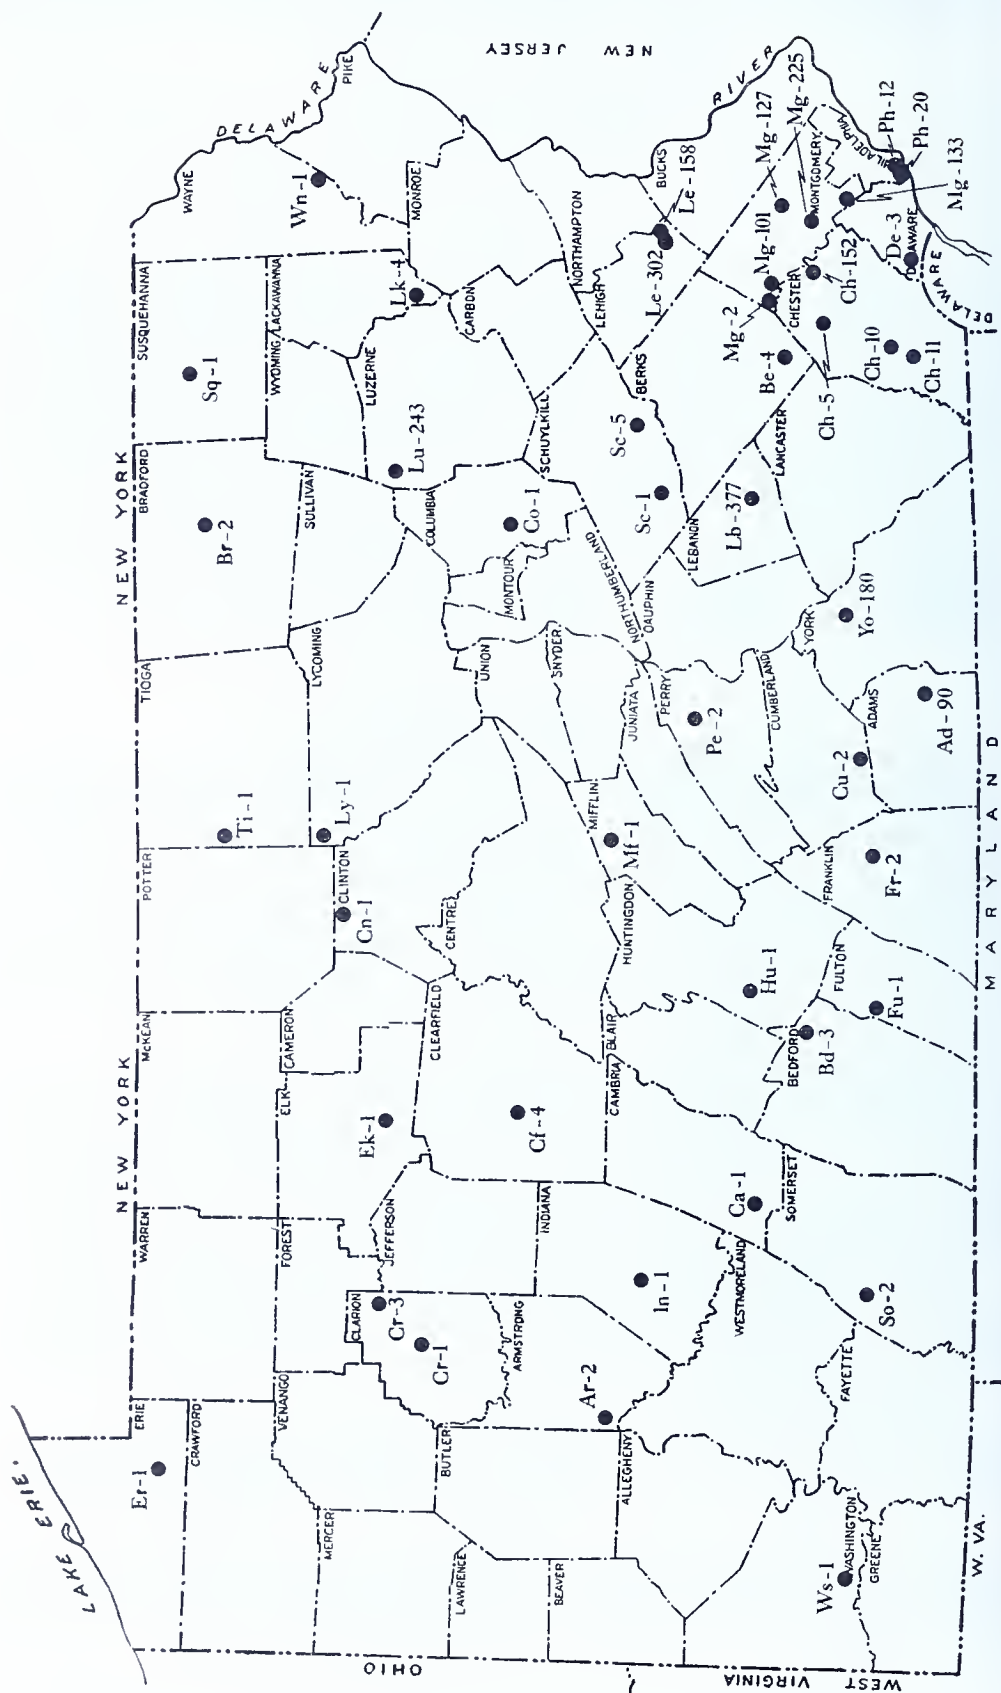 LAKE ERIE.
NEW YORK
NEW YORK
ERIE
Er-1
CRAWFORD
WARREN
McKEAN
POTTER
TIOGA
Ti-1
BRADFORD
Br-2
SUSQUEHANNA
Sq-1
WAYNE
DELAWARE
PIKE
Wn-1
VENANGO
FOREST
ELK
CAMERON
CLINTON
Cn-1
Ly-1
LYCOMING
SULLIVAN
WYOMING
LACKAWANNA
Lk-4
LUZERNE
Lu-243
MONROE
MERCER
CLARION
Cr-3
Cr-1
JEFFERSON
Ek-1
CLEARFIELD
Cf-4
CENTRE
UNION
MONTOUR
COLUMBIA
Co-1
CARBON
LAWRENCE
BUTLER
ARMSTRONG
Ar-2
INDIANA
In-1
SNYDER
NORTHUMBERLAND
SCHUYLKILL
NORTHAMPTON
LEHIGH
BEAVER
ALLEGHENY
CAMBRIA
Ca-1
BLAIR
HUNTINGDON
Hu-1
MIFFLIN
Mf-1
JUNIATA
PERRY
Pe-2
DAUPHIN
Sc-1
Sc-5
BERKS
Le-302
Le-158
BUCKS
RIVER
NEW JERSEY
OHIO
WEST VIRGINIA
WASHINGTON
Ws-1
GREENE
FAYETTE
WESTMORELAND
SOMERSET
So-2
BEDFORD
Bd-3
FULTON
Fu-1
FRANKLIN
Fr-2
CUMBERLAND
Cu-2
ADAMS
Ad-90
YORK
Yo-180
LEBANON
Lb-377
LANCASTER
Be-4
Mg-2
Mg-101
Mg-127
Mg-225
MONTGOMERY
CHESTER
Ch-5
Ch-152
Ch-10
Ch-11
DELAWARE
De-3
PHILADELPHIA
Ph-12
Ph-20
Mg-133
DELAWARE
W. VA.
MARYLAND